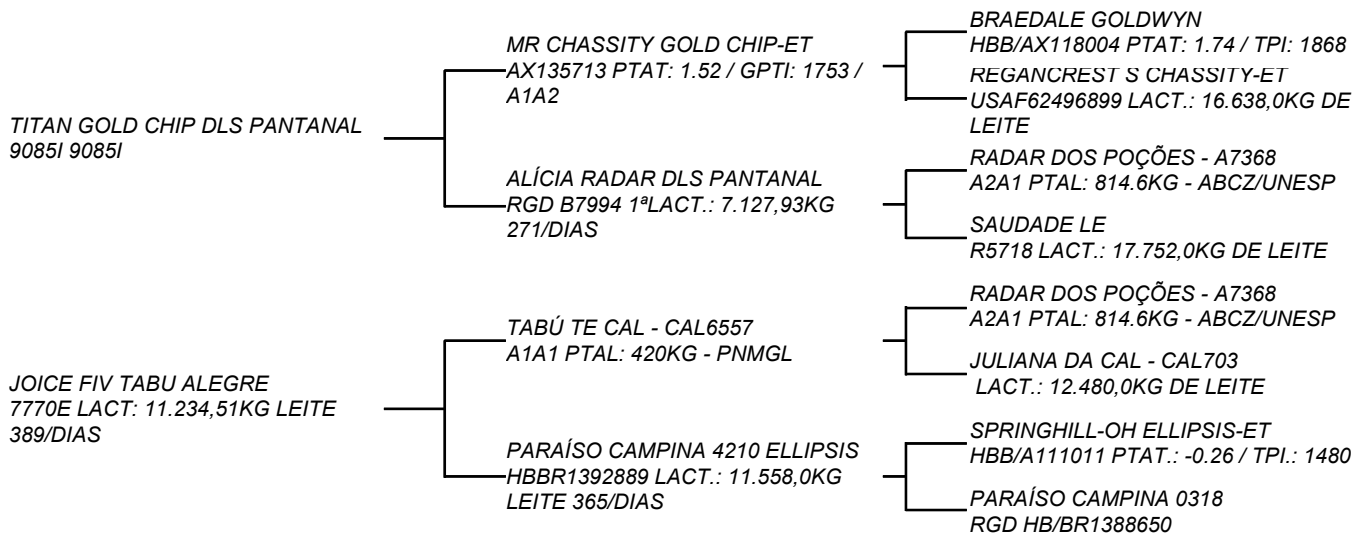 BRAEDALE GOLDWYN
HBB/AX118004 PTAT: 1.74 / TPI: 1868
MR CHASSITY GOLD CHIP-ET
AX135713 PTAT: 1.52 / GPTI: 1753 /
A1A2
REGANCREST S CHASSITY-ET
USAF62496899 LACT.: 16.638,0KG DE
LEITE
TITAN GOLD CHIP DLS PANTANAL
9085I 9085I
RADAR DOS POÇÕES - A7368
A2A1 PTAL: 814.6KG - ABCZ/UNESP
ALÍCIA RADAR DLS PANTANAL
RGD B7994 1ªLACT.: 7.127,93KG
271/DIAS
SAUDADE LE
R5718 LACT.: 17.752,0KG DE LEITE
RADAR DOS POÇÕES - A7368
A2A1 PTAL: 814.6KG - ABCZ/UNESP
TABÚ TE CAL - CAL6557
A1A1 PTAL: 420KG - PNMGL
JULIANA DA CAL - CAL703
LACT.: 12.480,0KG DE LEITE
JOICE FIV TABU ALEGRE
7770E LACT: 11.234,51KG LEITE
389/DIAS
SPRINGHILL-OH ELLIPSIS-ET
HBB/A111011 PTAT.: -0.26 / TPI.: 1480
PARAÍSO CAMPINA 4210 ELLIPSIS
HBBR1392889 LACT.: 11.558,0KG
LEITE 365/DIAS
PARAÍSO CAMPINA 0318
RGD HB/BR1388650